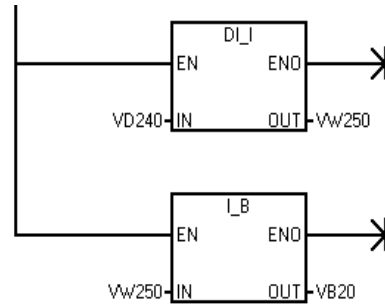 DI_I
EN ENO
VD240 IN OUT VW250
I_B
EN ENO
VW250 IN OUT VB20